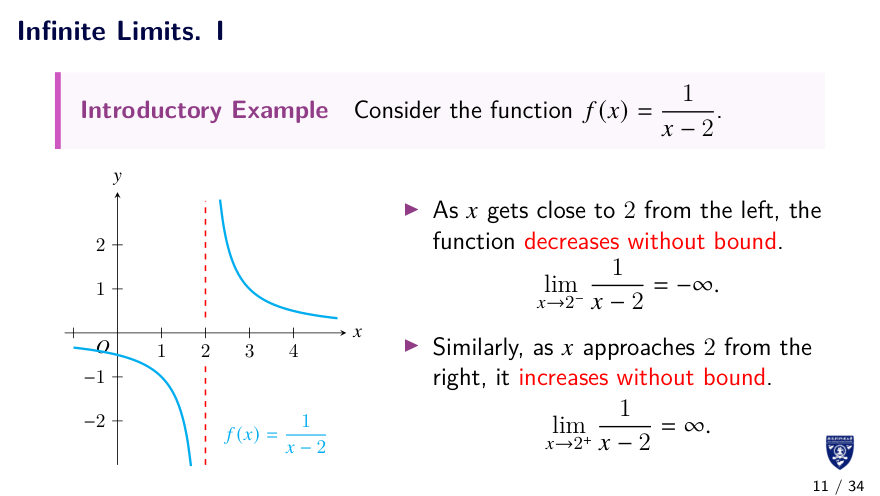 Infinite Limits. I
Introductory Example Consider the function f(x) = 1/(x − 2).
y
2
1
O
1 2 3 4
x
−1
−2
f(x) = 1/(x − 2)
▶ As x gets close to 2 from the left, the
function decreases without bound.
lim_{x→2⁻} 1/(x − 2) = −∞.
▶ Similarly, as x approaches 2 from the
right, it increases without bound.
lim_{x→2⁺} 1/(x − 2) = ∞.
11 / 34